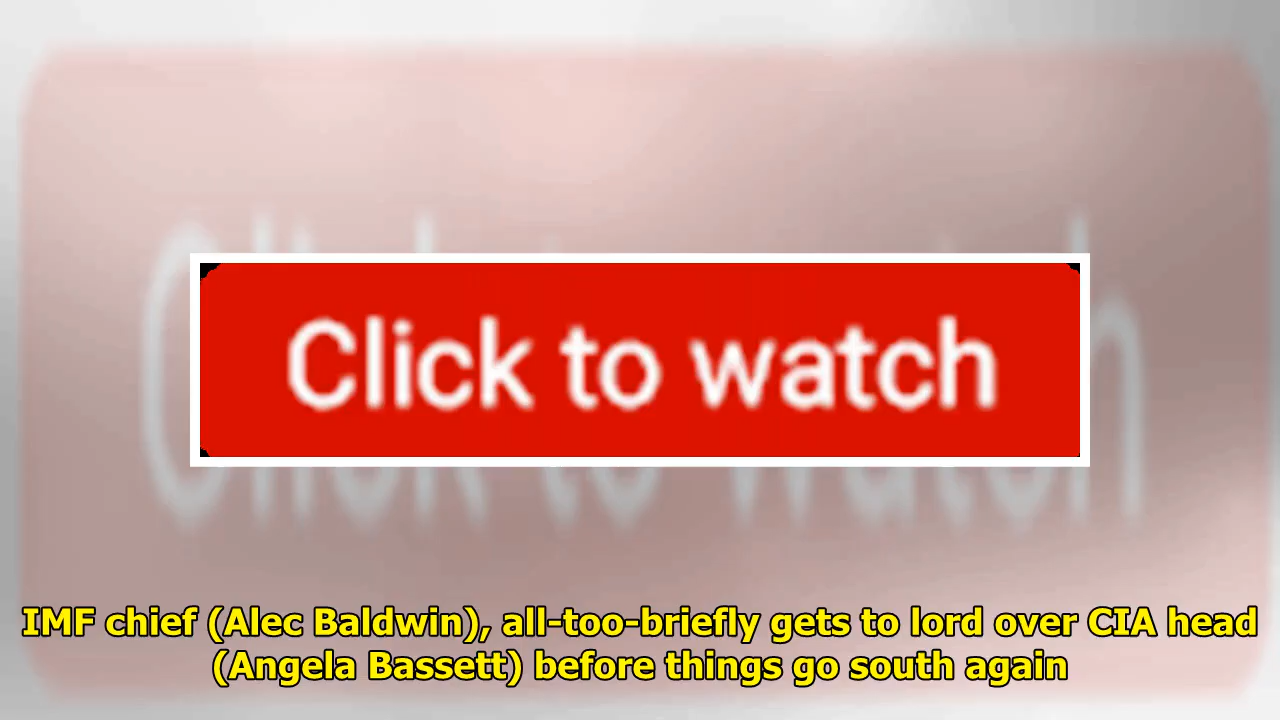 Click to watch
IMF chief (Alec Baldwin), all-too-briefly gets to lord over CIA head
(Angela Bassett) before things go south again